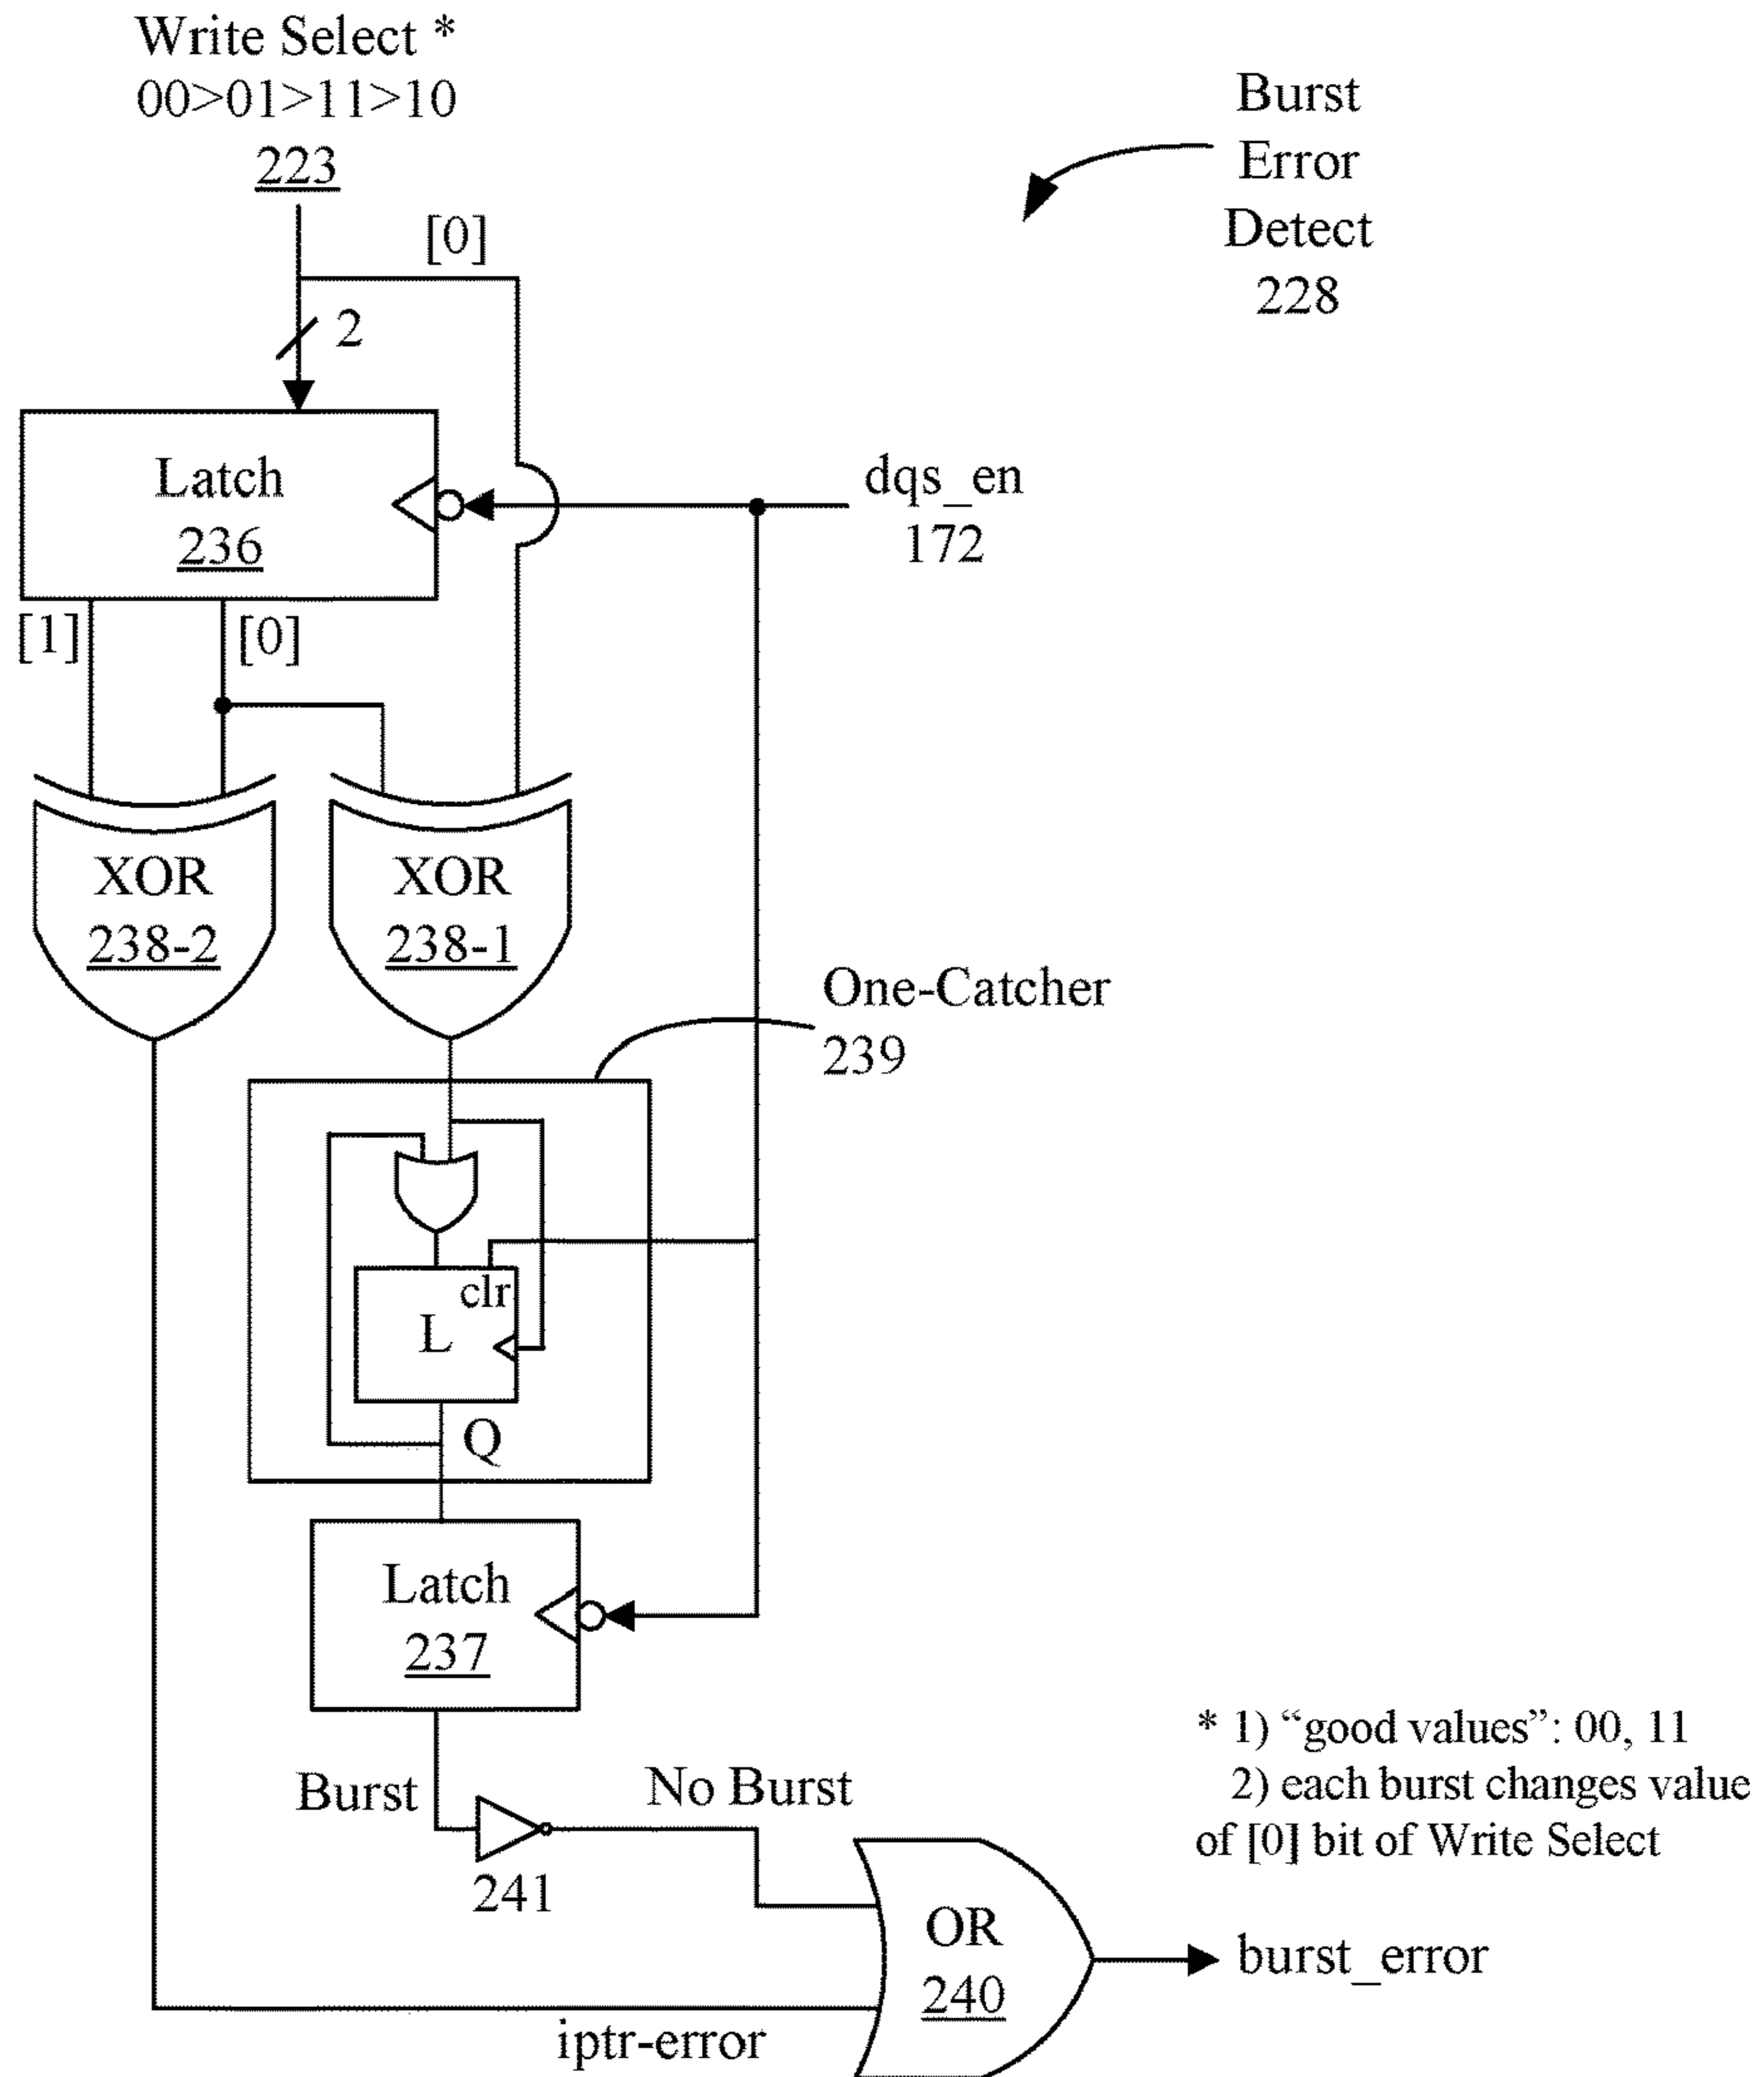 Write Select *
00>01>11>10
223
Burst
Error
Detect
228
[0]
2
Latch
236
dqs_en
172
[1]
[0]
XOR
238-2
XOR
238-1
One-Catcher
239
clr
L
Q
Latch
237
Burst
No Burst
241
* 1) “good values”: 00, 11
2) each burst changes value
of [0] bit of Write Select
OR
240
burst_error
iptr-error